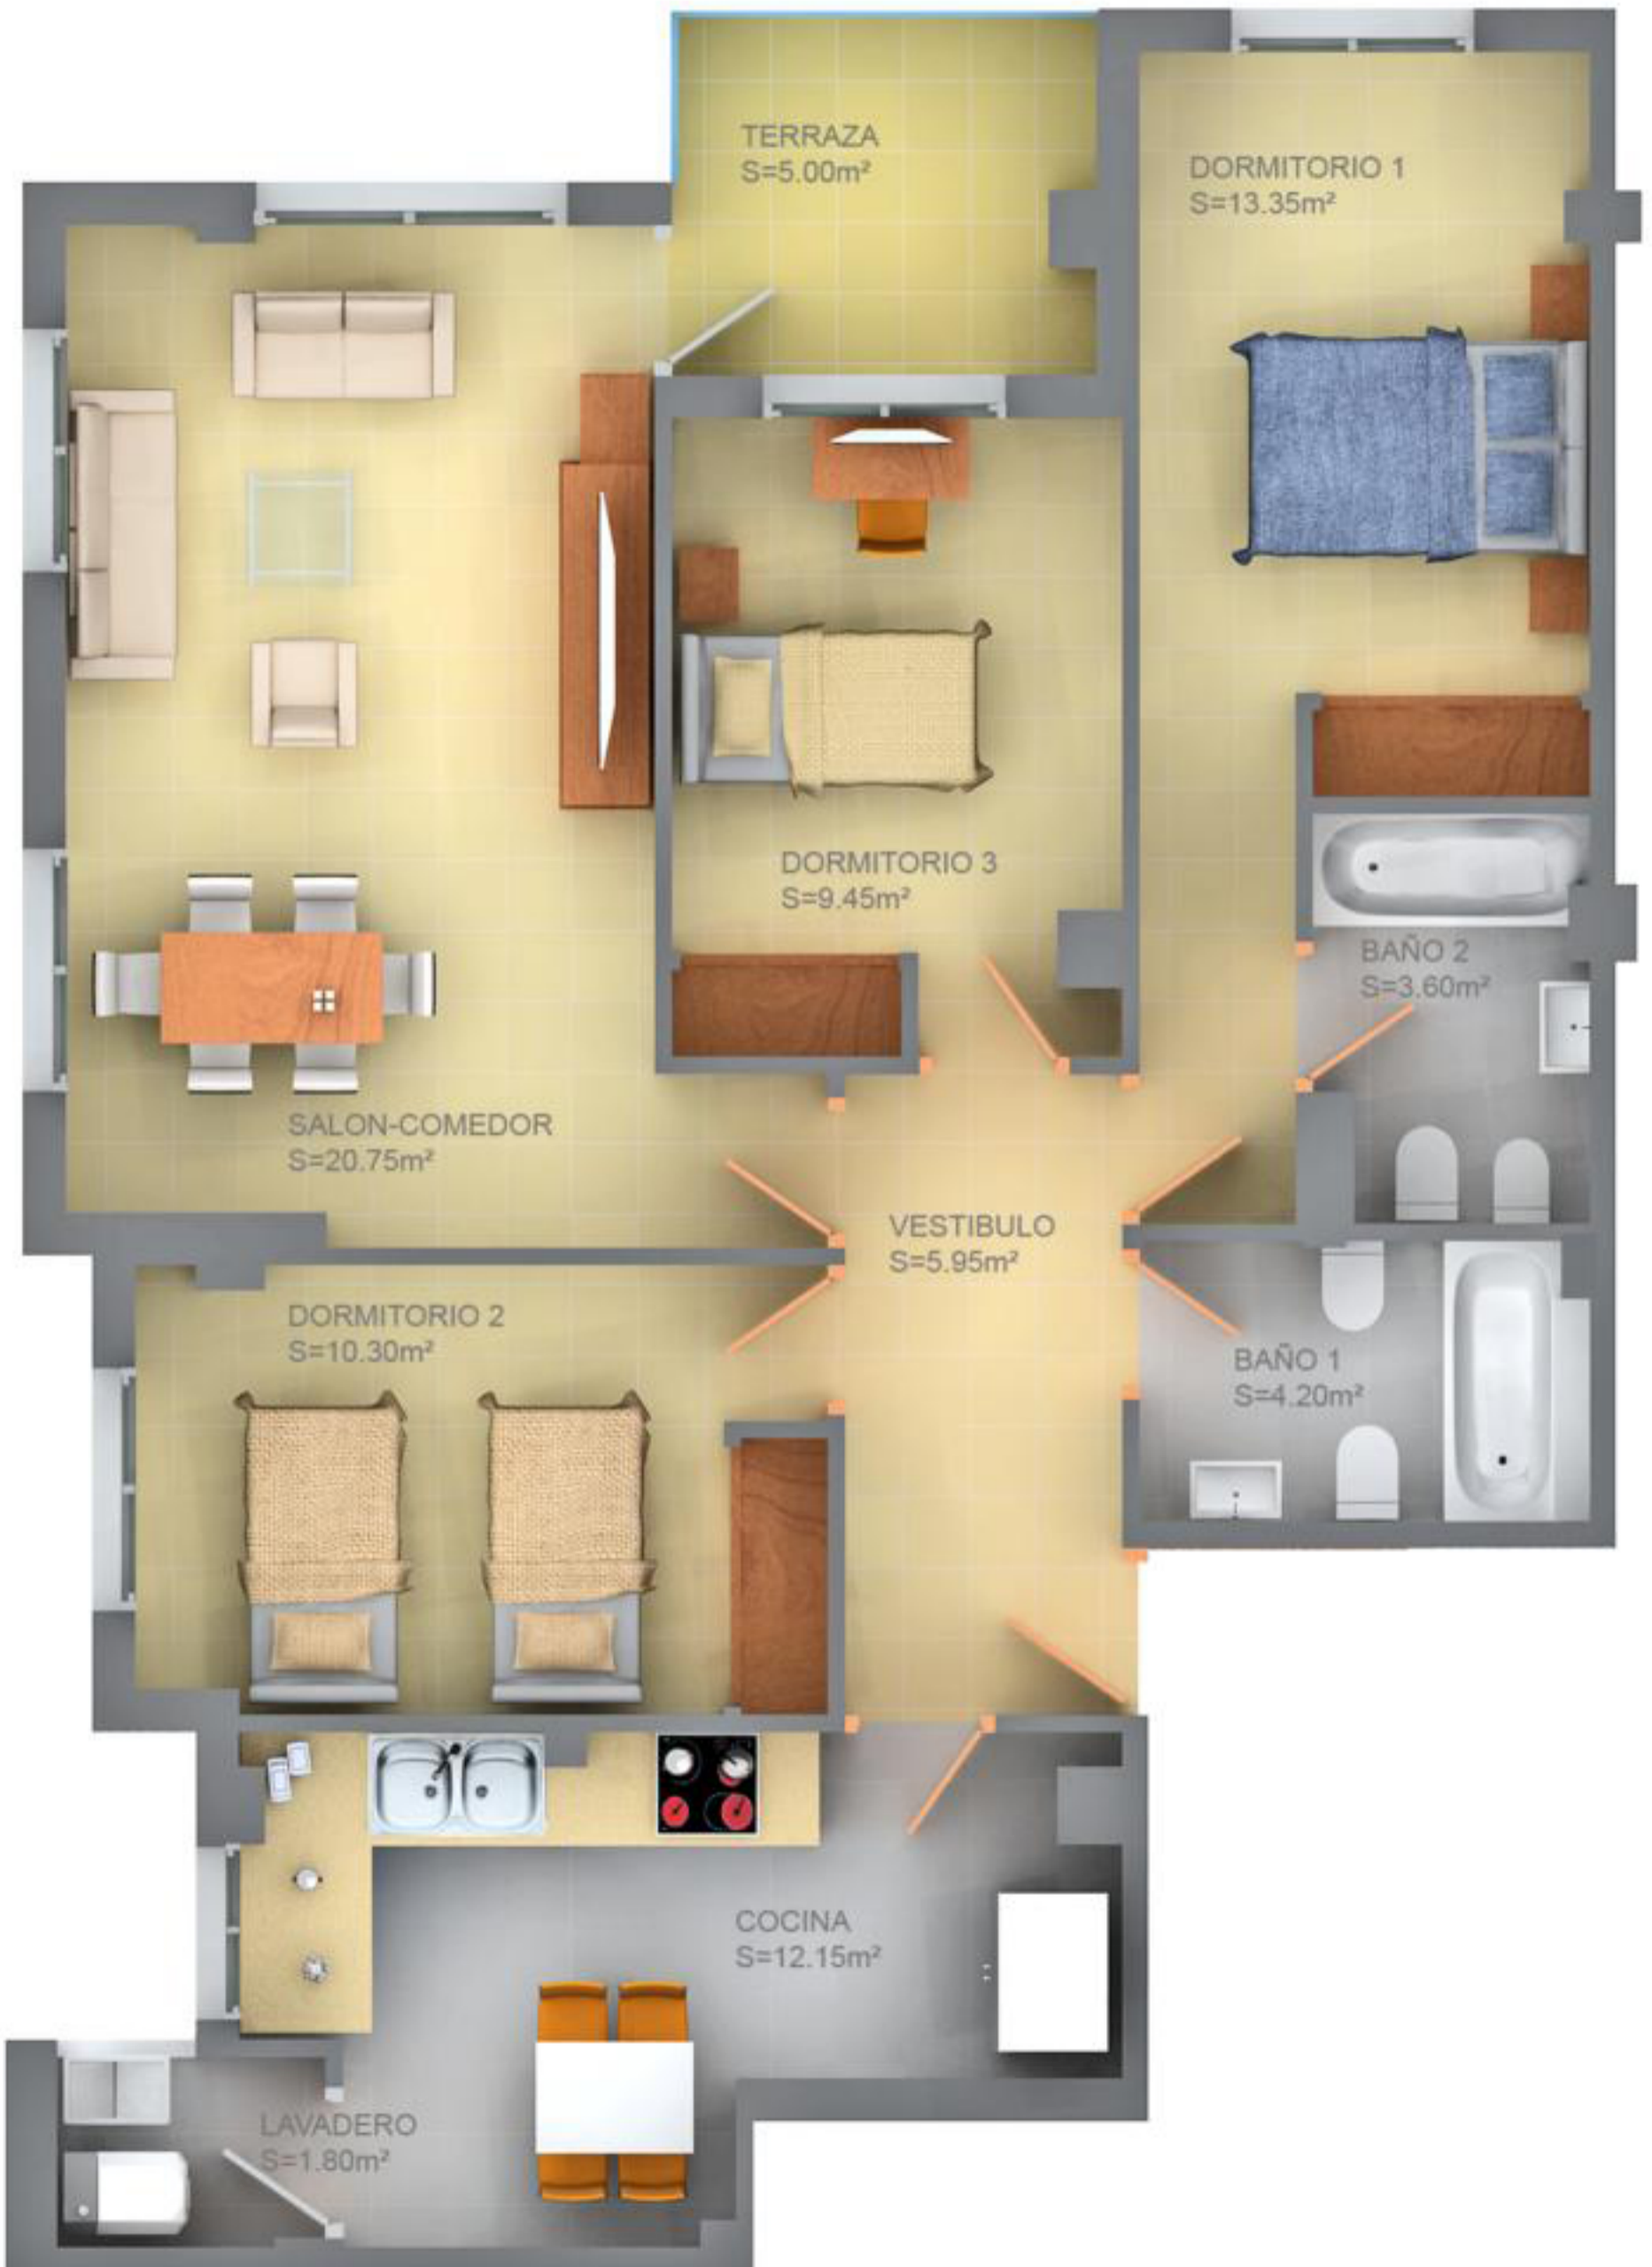 TERRAZA
S=5.00m²
DORMITORIO 1
S=13.35m²
DORMITORIO 3
S=9.45m²
BAÑO 2
S=3.60m²
SALON-COMEDOR
S=20.75m²
VESTIBULO
S=5.95m²
DORMITORIO 2
S=10.30m²
BAÑO 1
S=4.20m²
COCINA
S=12.15m²
LAVADERO
S=1.80m²